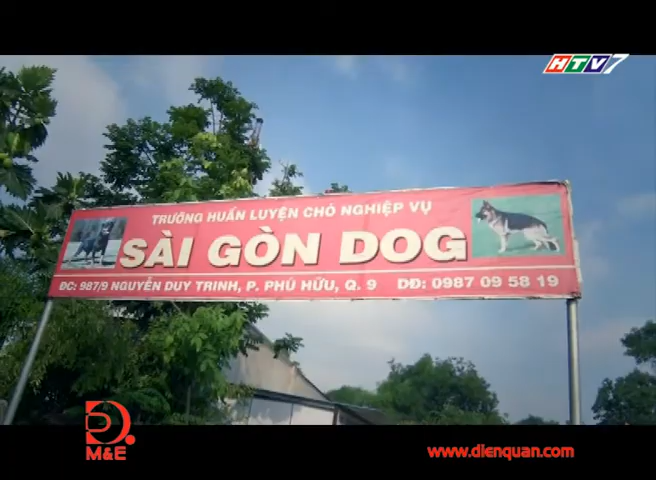 HTV7
TRƯỜNG HUẤN LUYỆN CHÓ NGHIỆP VỤ
SÀI GÒN DOG
ĐC: 987/9 NGUYỄN DUY TRINH, P. PHÚ HỮU, Q. 9 DĐ: 0987 09 58 19
Đ.
M&E
www.dienquan.com